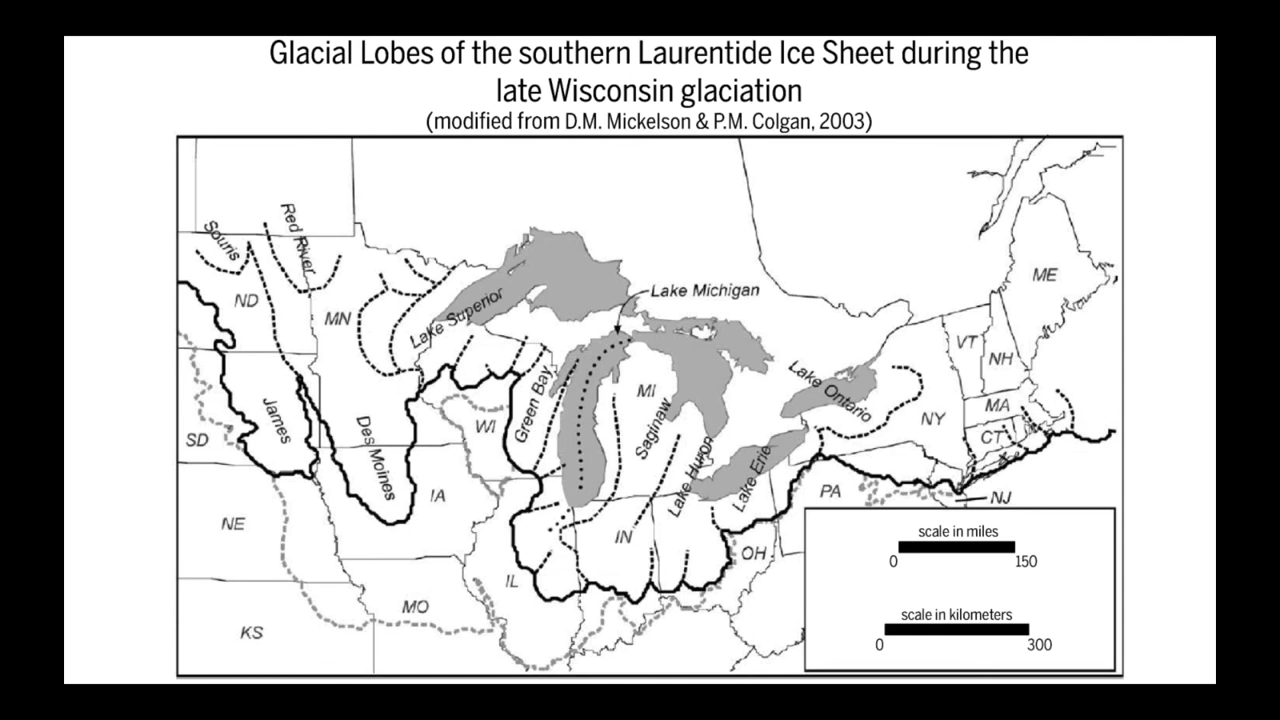 Glacial Lobes of the southern Laurentide Ice Sheet during the
late Wisconsin glaciation
(modified from D.M. Mickelson & P.M. Colgan, 2003)
Souris
Red River
ME
ND
Lake Michigan
MN
Lake Superior
VT
NH
Lake Ontario
MI
MA
James
Green Bay
NY
SD
Des Moines
WI
Saginaw
CT
Lake Huron
Lake Erie
IA
PA
NJ
NE
IN
OH
scale in miles
0 150
IL
MO
KS
scale in kilometers
0 300